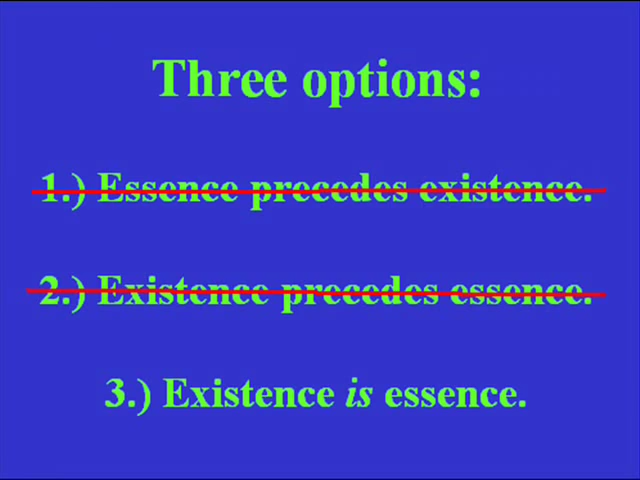 Three options:
1.) Essence precedes existence.
2.) Existence precedes essence.
3.) Existence is essence.